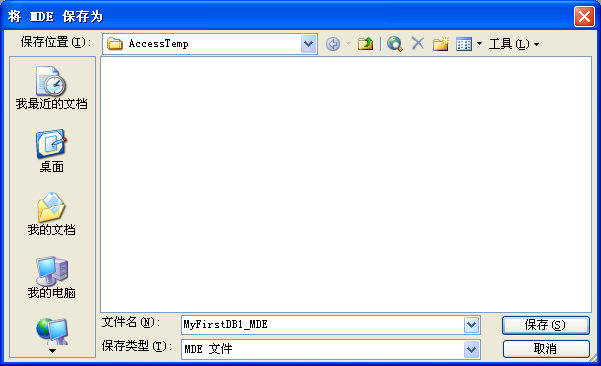 将 MDE 保存为
保存位置(I): AccessTemp 工具(L)
我最近的文档
桌面
我的文档
我的电脑
文件名(N): MyFirstDB1_MDE 保存(S)
保存类型(T): MDE 文件 取消